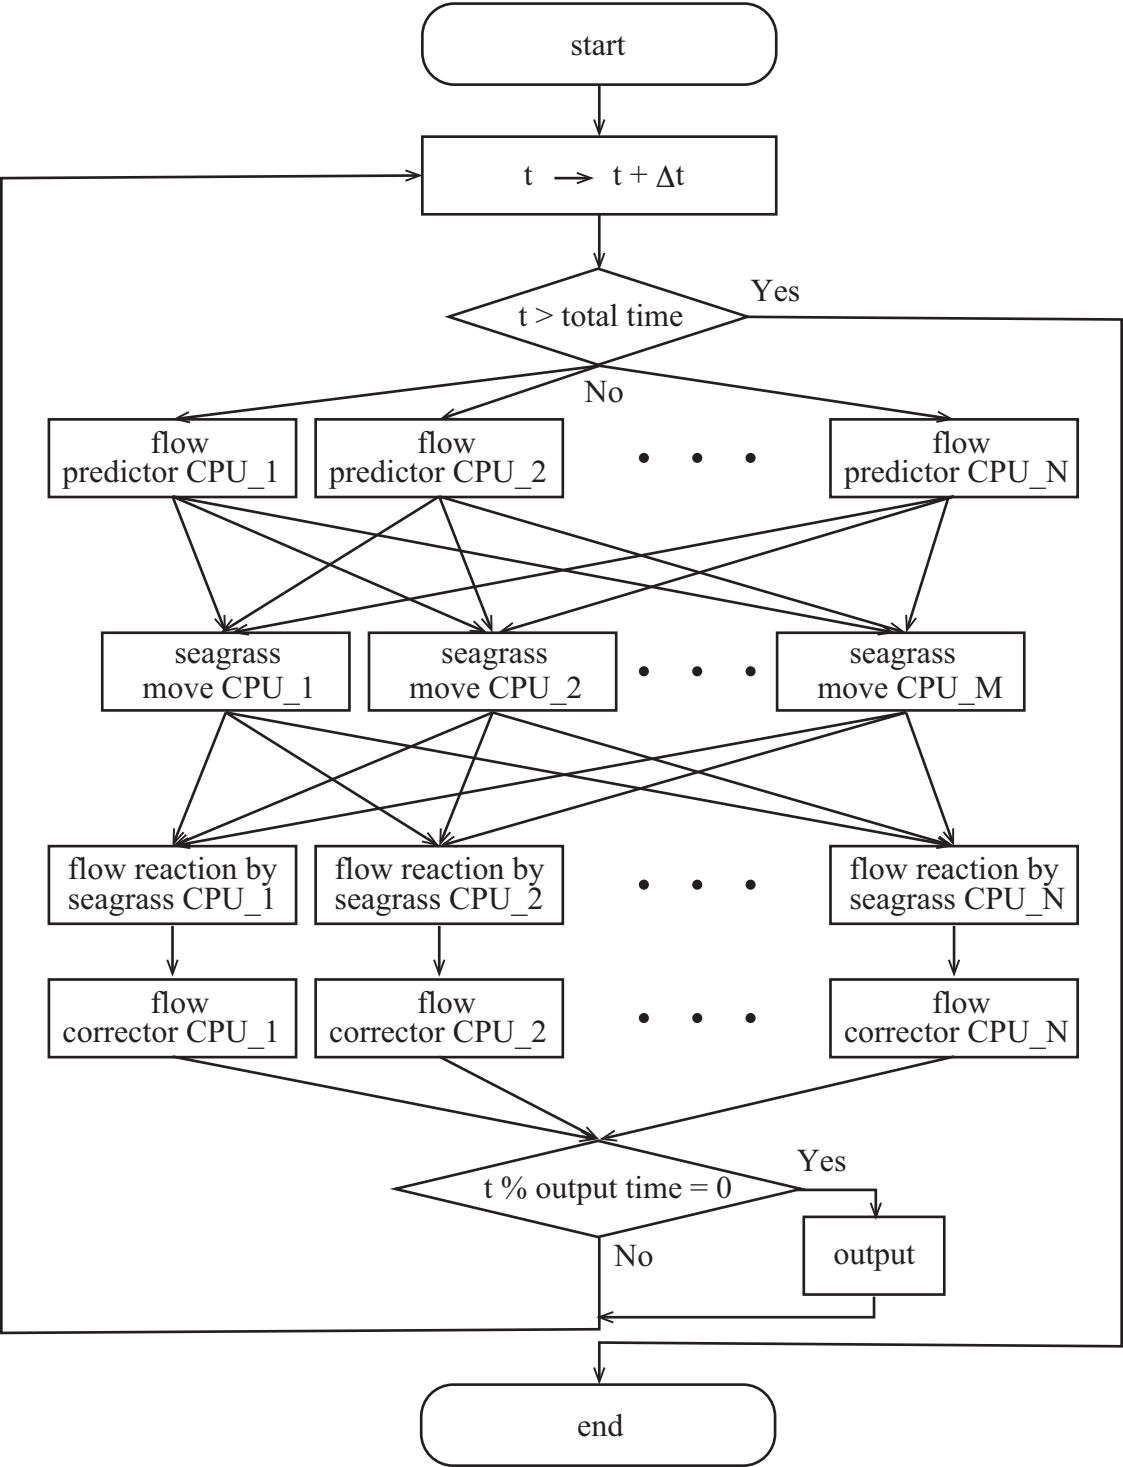 start
t → t + Δt
t > total time
Yes
No
flow
predictor CPU_1
flow
predictor CPU_2
flow
predictor CPU_N
seagrass
move CPU_1
seagrass
move CPU_2
seagrass
move CPU_M
flow reaction by
seagrass CPU_1
flow reaction by
seagrass CPU_2
flow reaction by
seagrass CPU_N
flow
corrector CPU_1
flow
corrector CPU_2
flow
corrector CPU_N
t % output time = 0
Yes
No
output
end